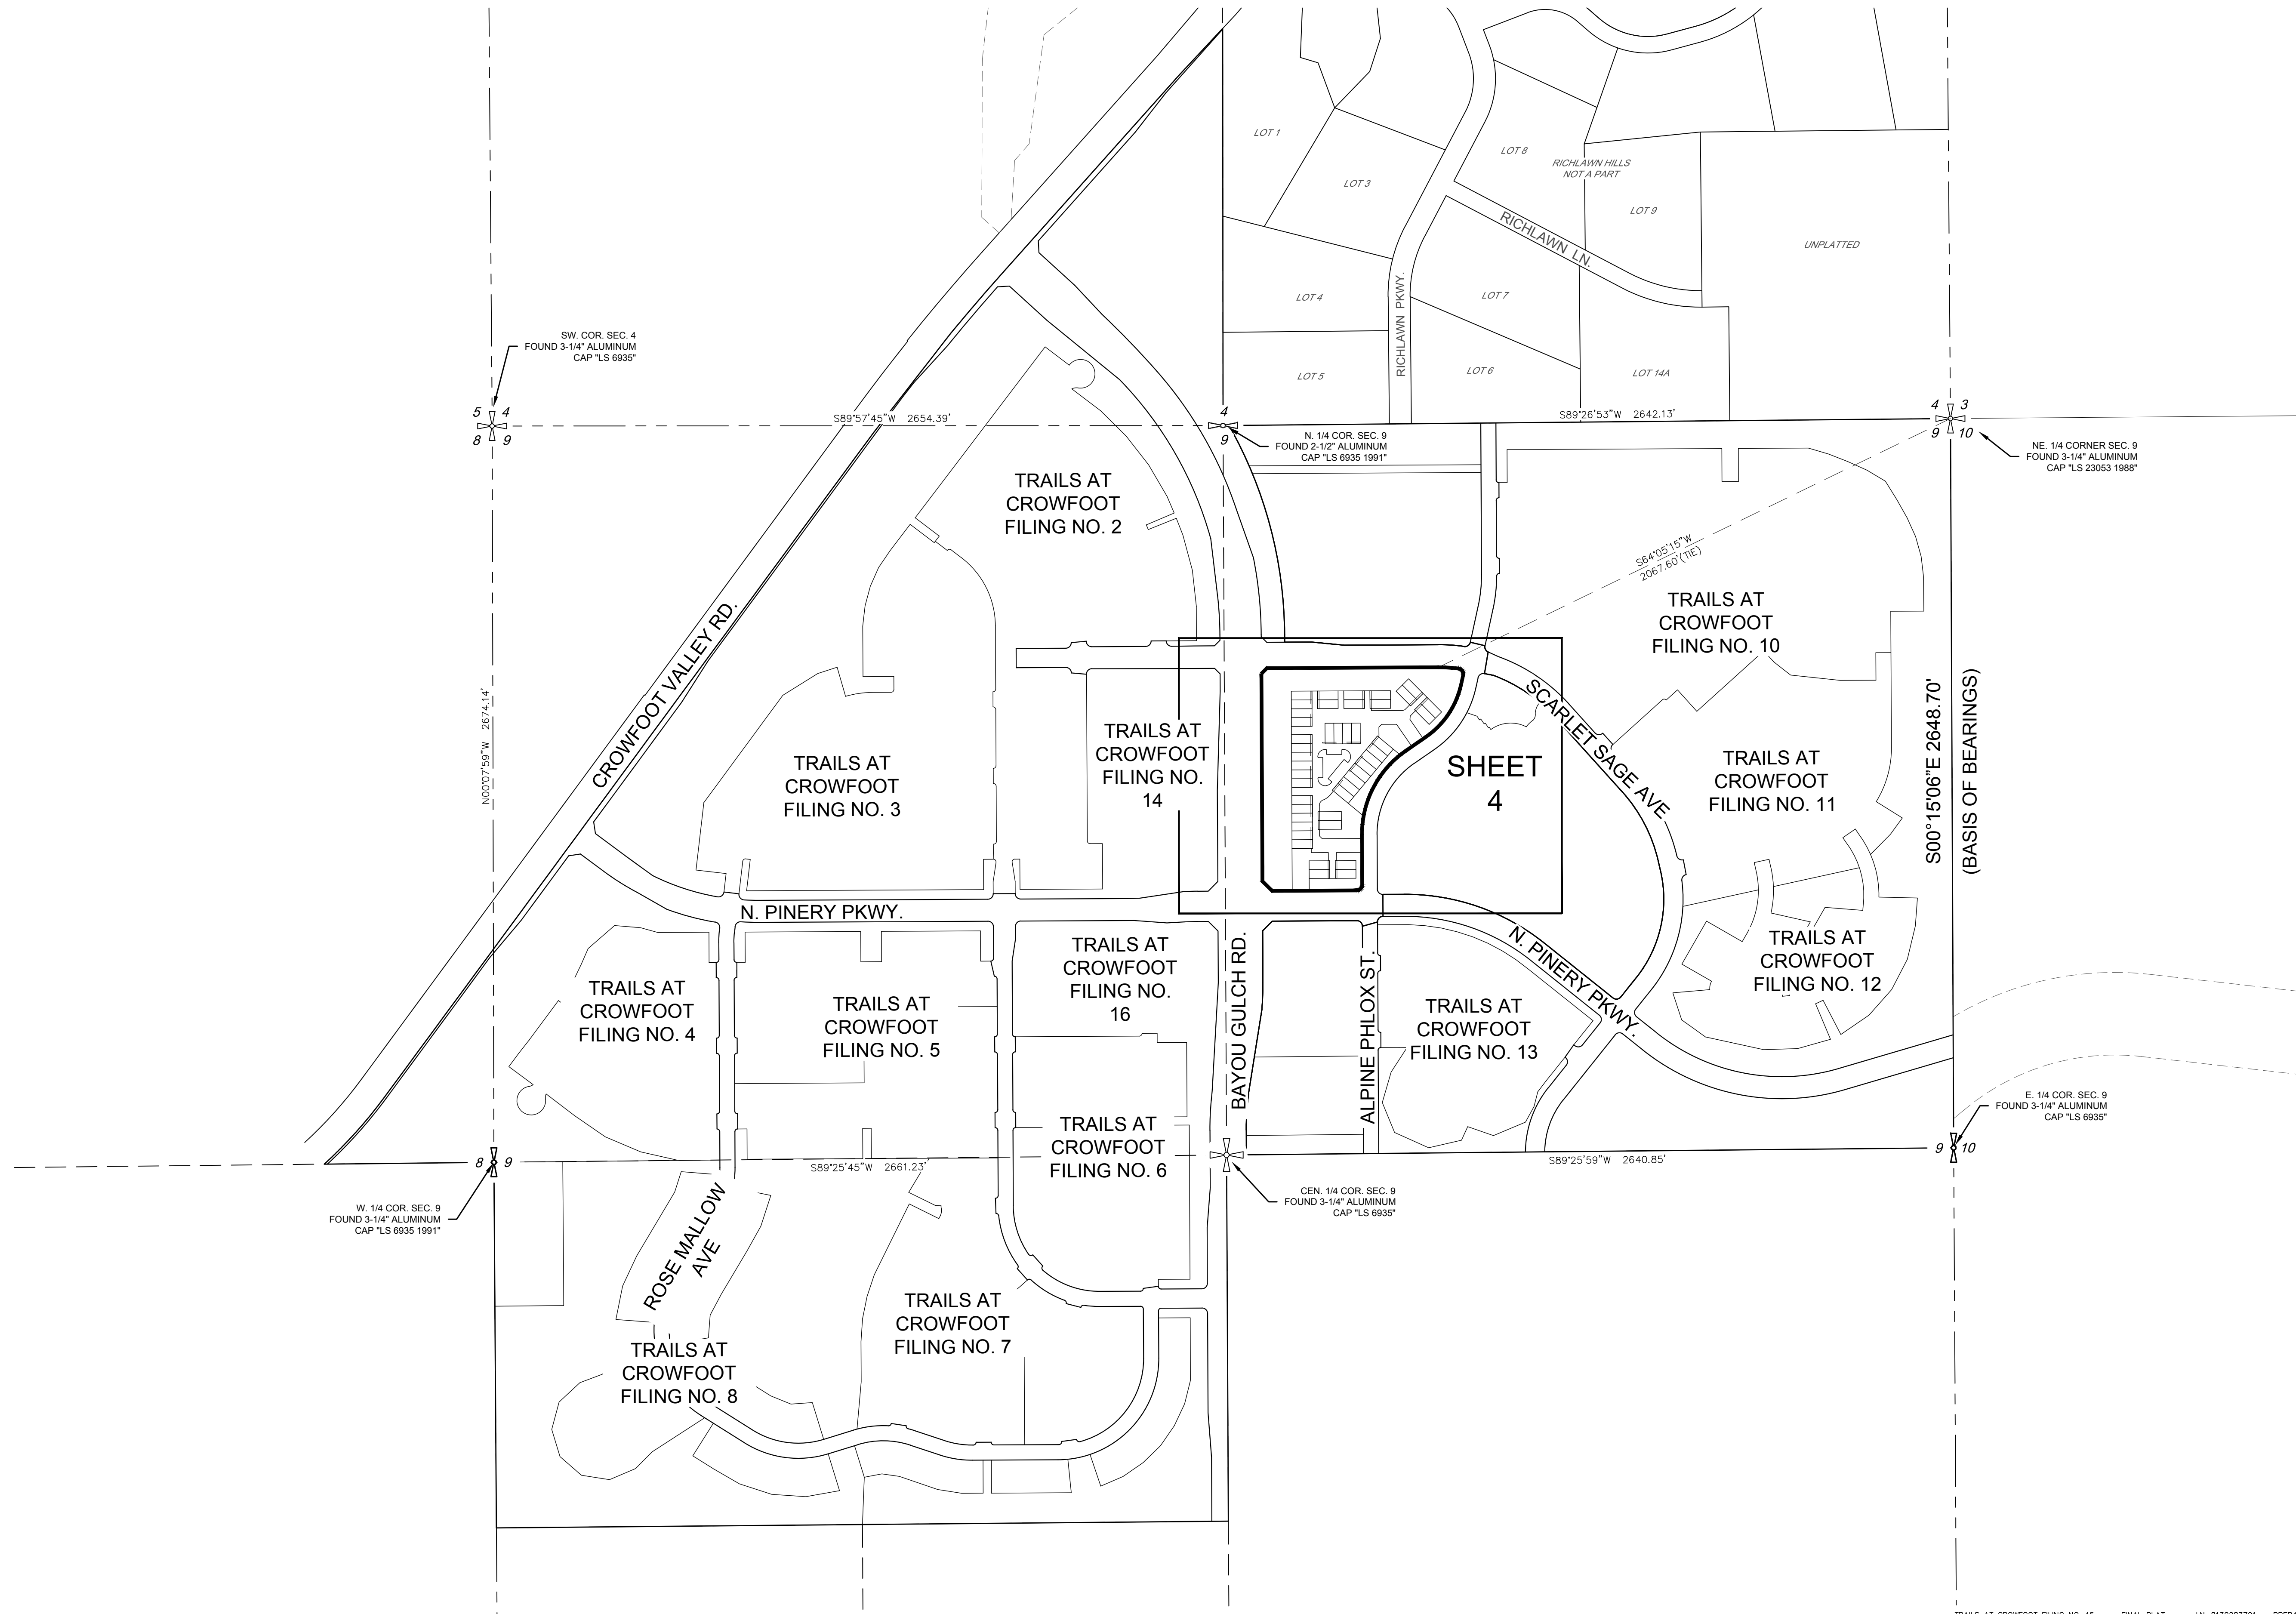 LOT 1
LOT 3
LOT 8
RICHLAWN HILLS
NOT A PART
LOT 9
RICHLAWN LN.
UNPLATTED
LOT 4
LOT 7
RICHLAWN PKWY.
LOT 5
LOT 6
LOT 14A
SW. COR. SEC. 4
FOUND 3-1/4" ALUMINUM
CAP "LS 6935"
5 4
8 9
S89°57'45"W 2654.39'
4
9
S89°26'53"W 2642.13'
4 3
9 10
N. 1/4 COR. SEC. 9
FOUND 2-1/2" ALUMINUM
CAP "LS 6935 1991"
NE. 1/4 CORNER SEC. 9
FOUND 3-1/4" ALUMINUM
CAP "LS 23053 1988"
TRAILS AT
CROWFOOT
FILING NO. 2
S64°05'15"W
2067.60'(TIE)
TRAILS AT
CROWFOOT
FILING NO. 10
CROWFOOT VALLEY RD.
N00°07'59"W 2674.14'
TRAILS AT
CROWFOOT
FILING NO. 3
TRAILS AT
CROWFOOT
FILING NO.
14
SHEET
4
SCARLET SAGE AVE
TRAILS AT
CROWFOOT
FILING NO. 11
S00°15'06"E 2648.70'
(BASIS OF BEARINGS)
N. PINERY PKWY.
TRAILS AT
CROWFOOT
FILING NO. 4
TRAILS AT
CROWFOOT
FILING NO. 5
TRAILS AT
CROWFOOT
FILING NO.
16
BAYOU GULCH RD.
ALPINE PHLOX ST.
N. PINERY PKWY.
TRAILS AT
CROWFOOT
FILING NO. 13
TRAILS AT
CROWFOOT
FILING NO. 12
TRAILS AT
CROWFOOT
FILING NO. 6
E. 1/4 COR. SEC. 9
FOUND 3-1/4" ALUMINUM
CAP "LS 6935"
8 9
S89°25'45"W 2661.23'
S89°25'59"W 2640.85'
9 10
W. 1/4 COR. SEC. 9
FOUND 3-1/4" ALUMINUM
CAP "LS 6935 1991"
CEN. 1/4 COR. SEC. 9
FOUND 3-1/4" ALUMINUM
CAP "LS 6935"
ROSE MALLOW
AVE
TRAILS AT
CROWFOOT
FILING NO. 7
TRAILS AT
CROWFOOT
FILING NO. 8